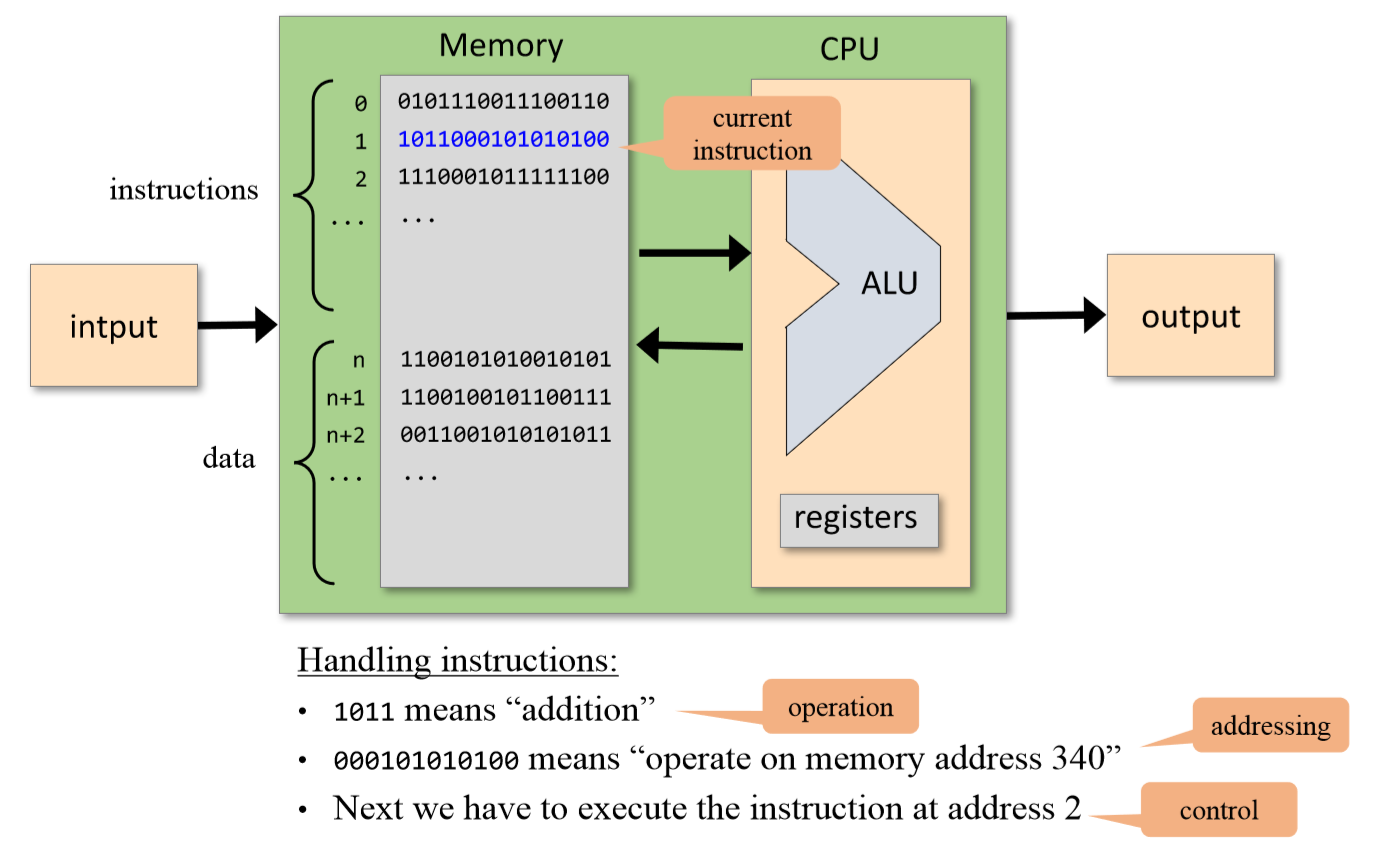 Memory
CPU
0 0101110011100110
1 1011000101010100
2 1110001011111100
... ...
current
instruction
instructions
intput
ALU
output
n 1100101010010101
n+1 1100100101100111
n+2 0011001010101011
... ...
data
registers
Handling instructions:
• 1011 means “addition”
operation
• 000101010100 means “operate on memory address 340”
addressing
• Next we have to execute the instruction at address 2
control